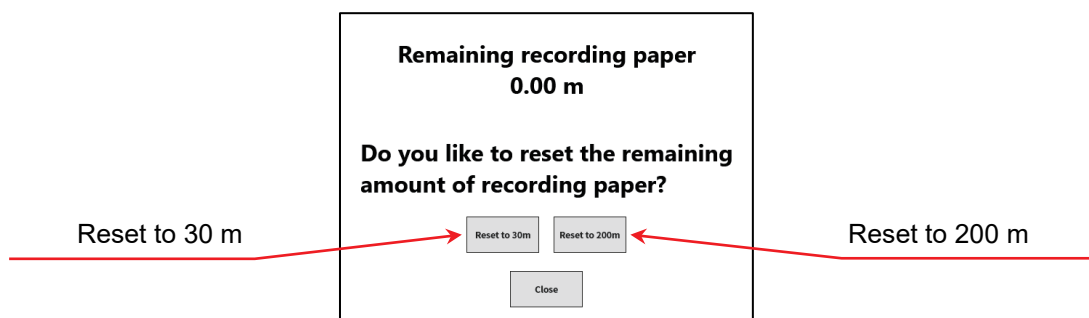 Remaining recording paper
0.00 m
Do you like to reset the remaining
amount of recording paper?
Reset to 30 m
Reset to 30m
Reset to 200m
Reset to 200 m
Close